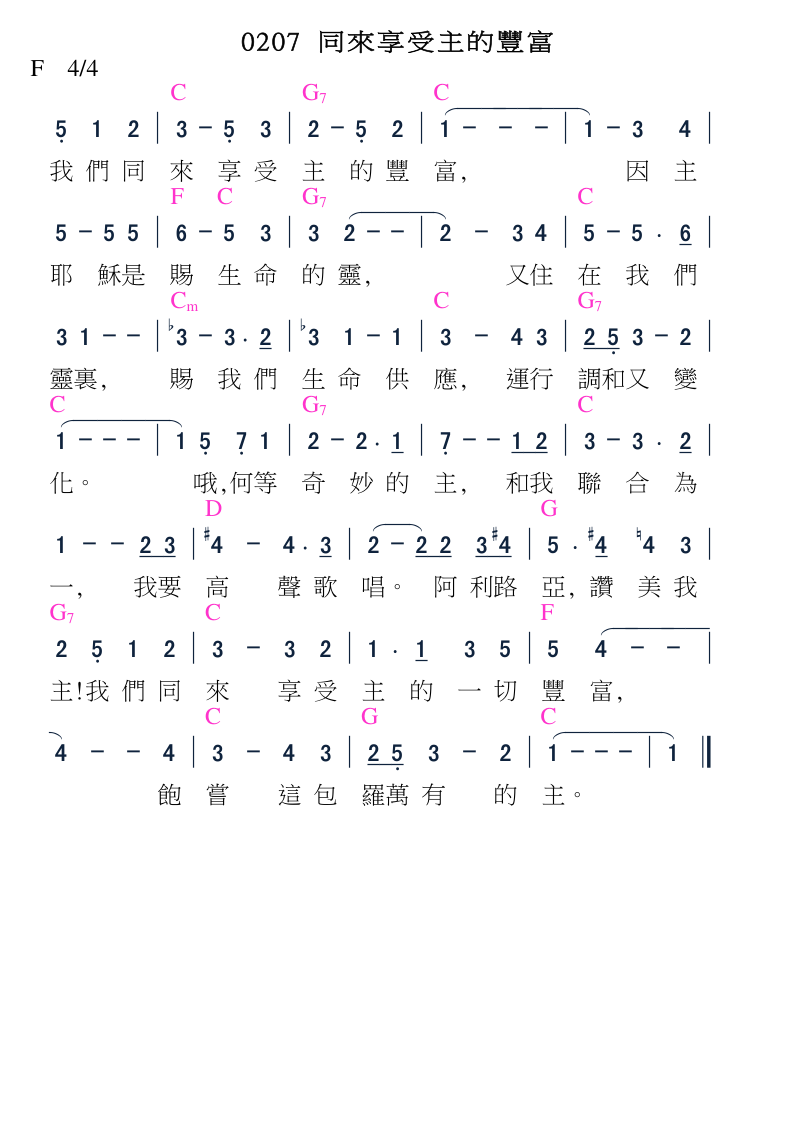 0207 同來享受主的豐富
F 4/4
C G7 C
5̣ 1 2 | 3 - 5̣ 3 | 2 - 5̣ 2 | 1 - - - | 1 - 3 4 |
我們同 來 享受 主 的豐 富, 因 主
F C G7 C
5 - 5 5 | 6 - 5 3 | 3 2 - - | 2 - 3 4 | 5 - 5 . 6 |
耶 穌是 賜 生命 的靈, 又住 在 我 們
Cm C G7
3 1 - - | ♭3 - 3 . 2 | ♭3 1 - 1 | 3 - 4 3 | 2 5̣ 3 - 2 |
靈裏, 賜 我們 生命 供 應, 運行 調和又 變
C G7 C
1 - - - | 1 5̣ 7̣ 1 | 2 - 2 . 1 | 7̣ - - 1 2 | 3 - 3 . 2 |
化。 哦,何等 奇 妙的 主, 和我 聯 合 為
D G
1 - - 2 3 | ♯4 - 4 . 3 | 2 - 2 2 3 ♯4 | 5 . ♯4 ♮4 3 |
一, 我要 高 聲歌 唱。 阿利路 亞, 讚 美我
G7 C F
2 5̣ 1 2 | 3 - 3 2 | 1 . 1 3 5 | 5 4 - - |
主!我們同 來 享受 主 的 一切 豐 富,
C G C
4 - - 4 | 3 - 4 3 | 2 5̣ 3 - 2 | 1 - - - | 1 ‖
飽 嘗 這包 羅萬有 的 主。